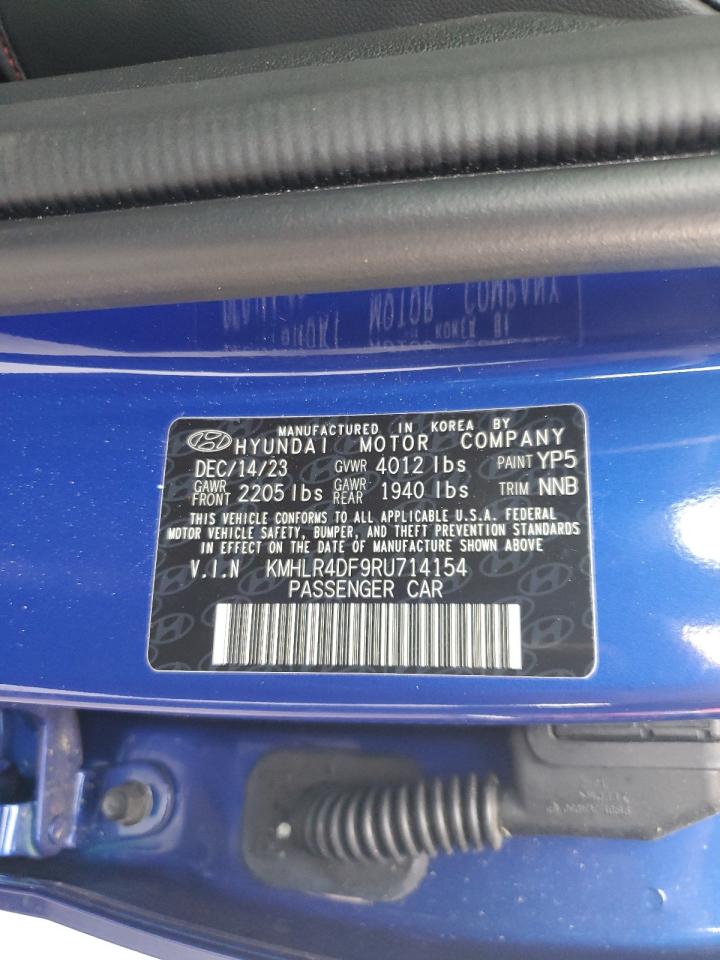 MANUFACTURED IN KOREA BY
HYUNDAI MOTOR COMPANY
DEC/14/23 GVWR 4012 lbs PAINT YP5
GAWR FRONT 2205 lbs GAWR REAR 1940 lbs TRIM NNB
THIS VEHICLE CONFORMS TO ALL APPLICABLE U.S.A. FEDERAL
MOTOR VEHICLE SAFETY, BUMPER, AND THEFT PREVENTION STANDARDS
IN EFFECT ON THE DATE OF MANUFACTURE SHOWN ABOVE.
V.I.N KMHLR4DF9RU714154
PASSENGER CAR